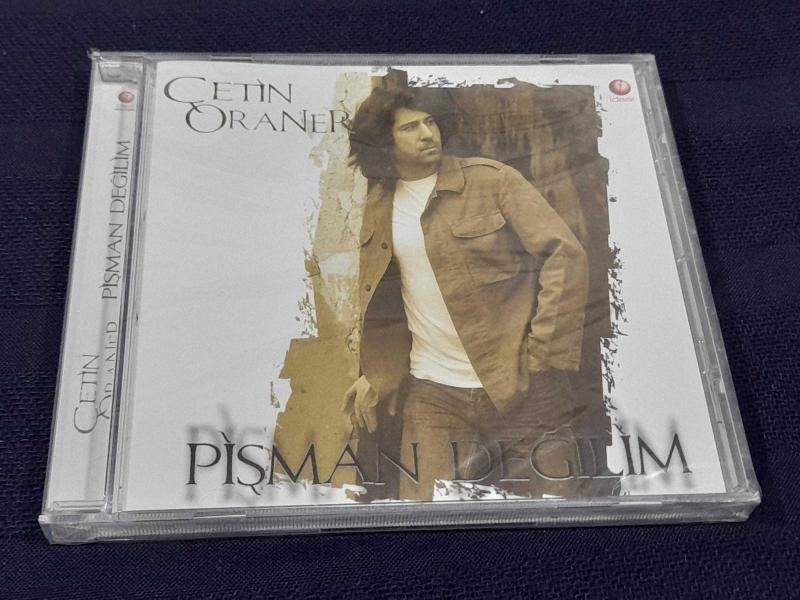 ÇETİN
ORANER
PİŞMAN DEĞİLİM
ÇETİN
ORANER
PİŞMAN DEĞİLİM